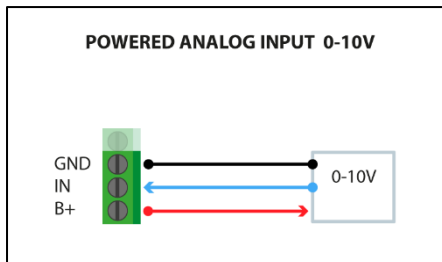 POWERED ANALOG INPUT 0-10V
GND
IN
B+
0-10V